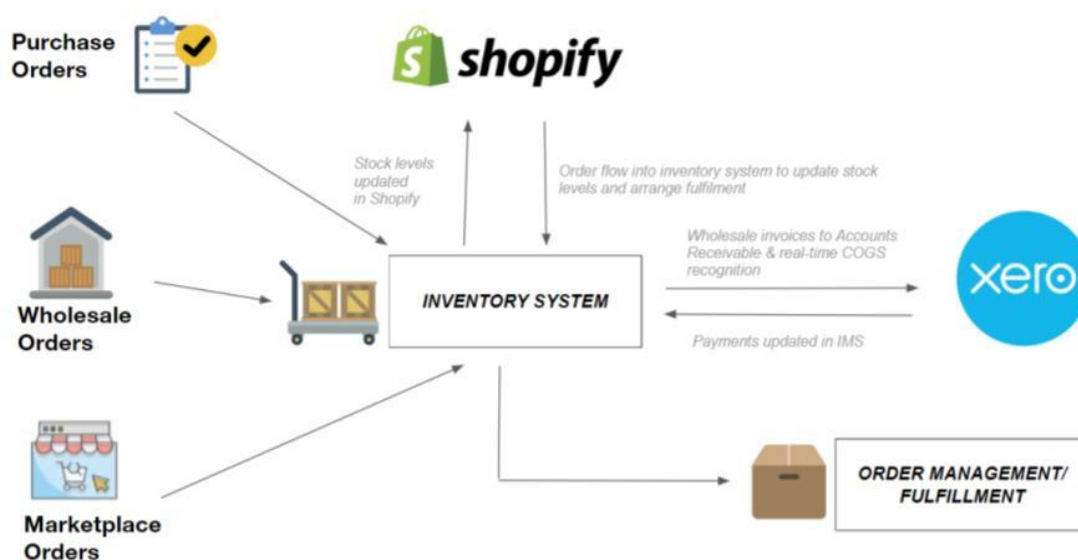 Purchase
Orders
shopify
Stock levels
updated
in Shopify
Order flow into inventory system to update stock
levels and arrange fulfilment
Wholesale invoices to Accounts
Receivable & real-time COGS
recognition
xero
INVENTORY SYSTEM
Wholesale
Orders
Payments updated in IMS
ORDER MANAGEMENT/
FULFILLMENT
Marketplace
Orders